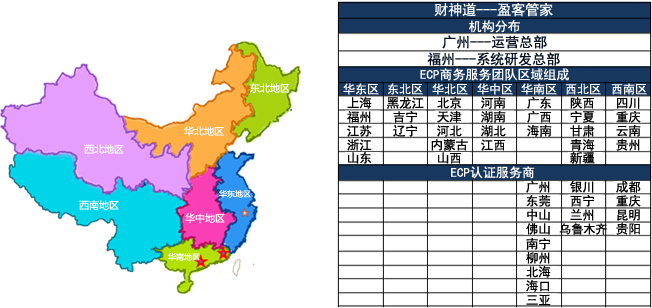 东北地区
华北地区
西北地区
华东地区
西南地区
华中地区
华南地区
财神道---盈客管家
机构分布
广州---运营总部
福州---系统研发总部
ECP商务服务团队区域组成
华东区 东北区 华北区 华中区 华南区 西北区 西南区
上海 黑龙江 北京 河南 广东 陕西 四川
福州 吉宁 天津 湖南 广西 宁夏 重庆
江苏 辽宁 河北 湖北 海南 甘肃 云南
浙江 内蒙古 江西 青海 贵州
山东 山西 新疆
ECP认证服务商
广州 银川 成都
东莞 西宁 重庆
中山 兰州 昆明
佛山 乌鲁木齐 贵阳
南宁
柳州
北海
海口
三亚